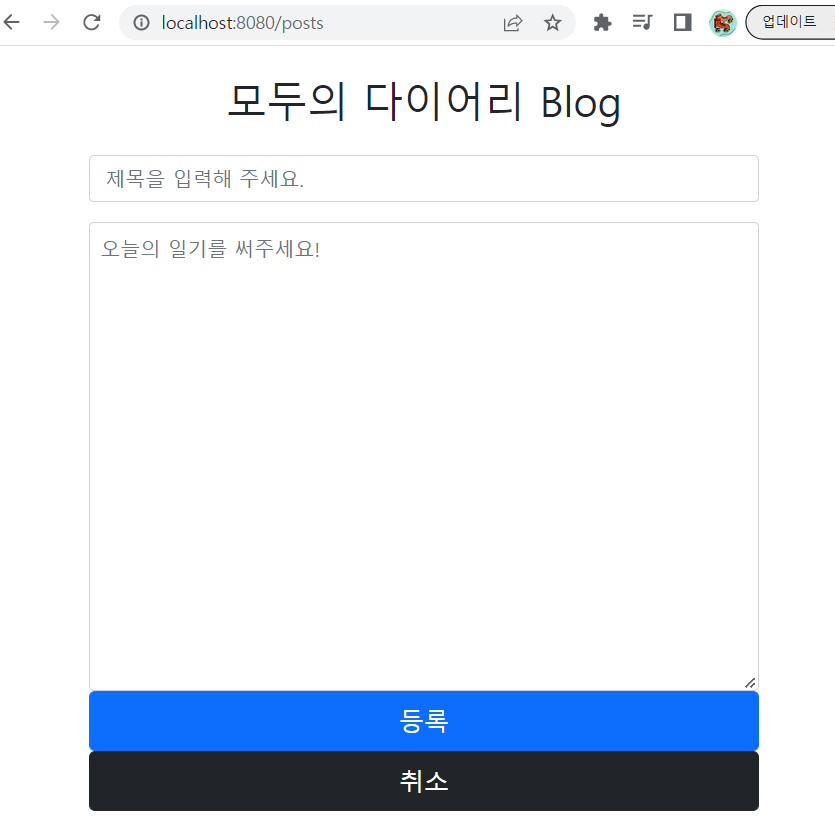 localhost:8080/posts
업데이트
모두의 다이어리 Blog
제목을 입력해 주세요.
오늘의 일기를 써주세요!
등록
취소